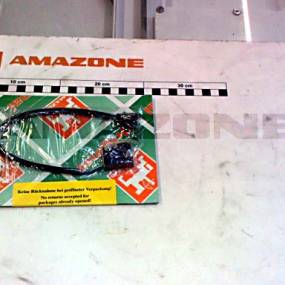 AMAZONE
10 cm 20 cm 30 cm
AMAZONE
Keine Rücknahme bei geöffneter Verpackung!
No returns accepted for
packages already opened!